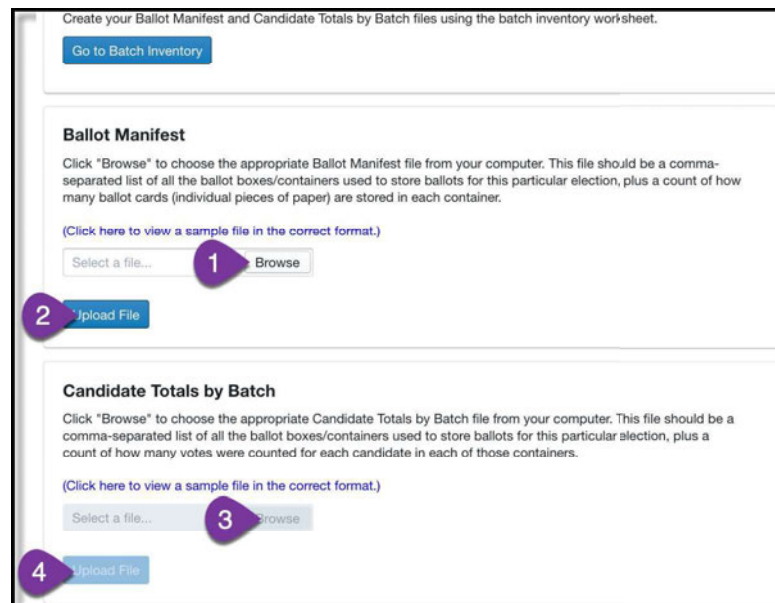 Create your Ballot Manifest and Candidate Totals by Batch files using the batch inventory worksheet.
Go to Batch Inventory
Ballot Manifest
Click "Browse" to choose the appropriate Ballot Manifest file from your computer. This file should be a comma-
separated list of all the ballot boxes/containers used to store ballots for this particular election, plus a count of how
many ballot cards (individual pieces of paper) are stored in each container.
(Click here to view a sample file in the correct format.)
Select a file... 1 Browse
2 Upload File
Candidate Totals by Batch
Click "Browse" to choose the appropriate Candidate Totals by Batch file from your computer. This file should be a
comma-separated list of all the ballot boxes/containers used to store ballots for this particular election, plus a
count of how many votes were counted for each candidate in each of those containers.
(Click here to view a sample file in the correct format.)
Select a file... 3 Browse
4 Upload File